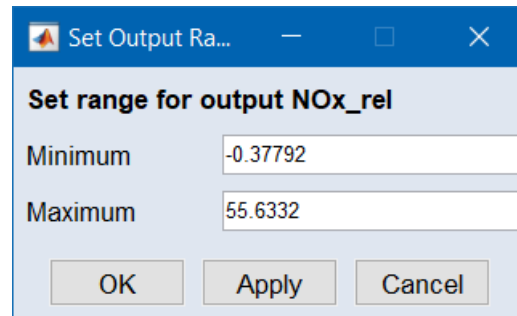 Set Output Ra...
Set range for output NOx_rel
Minimum -0.37792
Maximum 55.6332
OK Apply Cancel